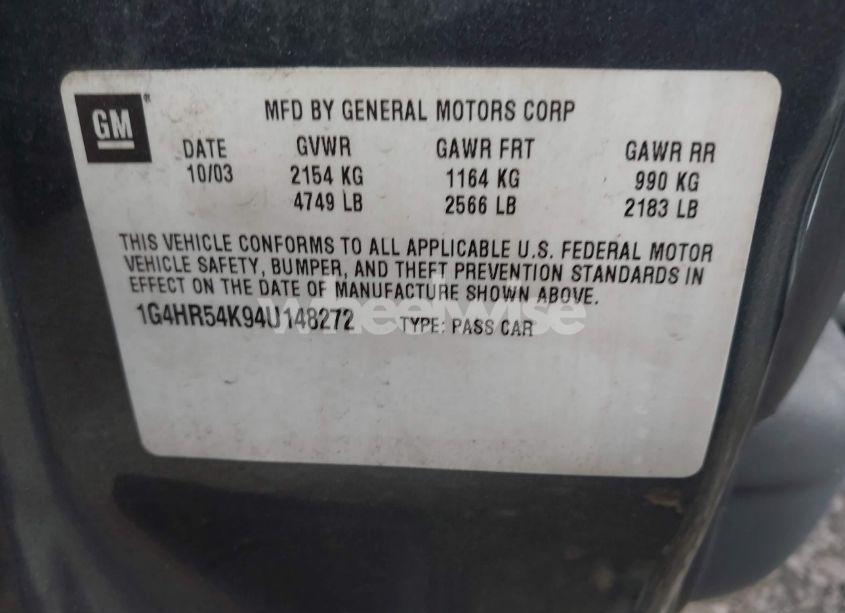 GM®
MFD BY GENERAL MOTORS CORP
DATE GVWR GAWR FRT GAWR RR
10/03 2154 KG 1164 KG 990 KG
4749 LB 2566 LB 2183 LB
THIS VEHICLE CONFORMS TO ALL APPLICABLE U.S. FEDERAL MOTOR
VEHICLE SAFETY, BUMPER, AND THEFT PREVENTION STANDARDS IN
EFFECT ON THE DATE OF MANUFACTURE SHOWN ABOVE.
1G4HR54K94U148272 TYPE: PASS CAR
wheelwise